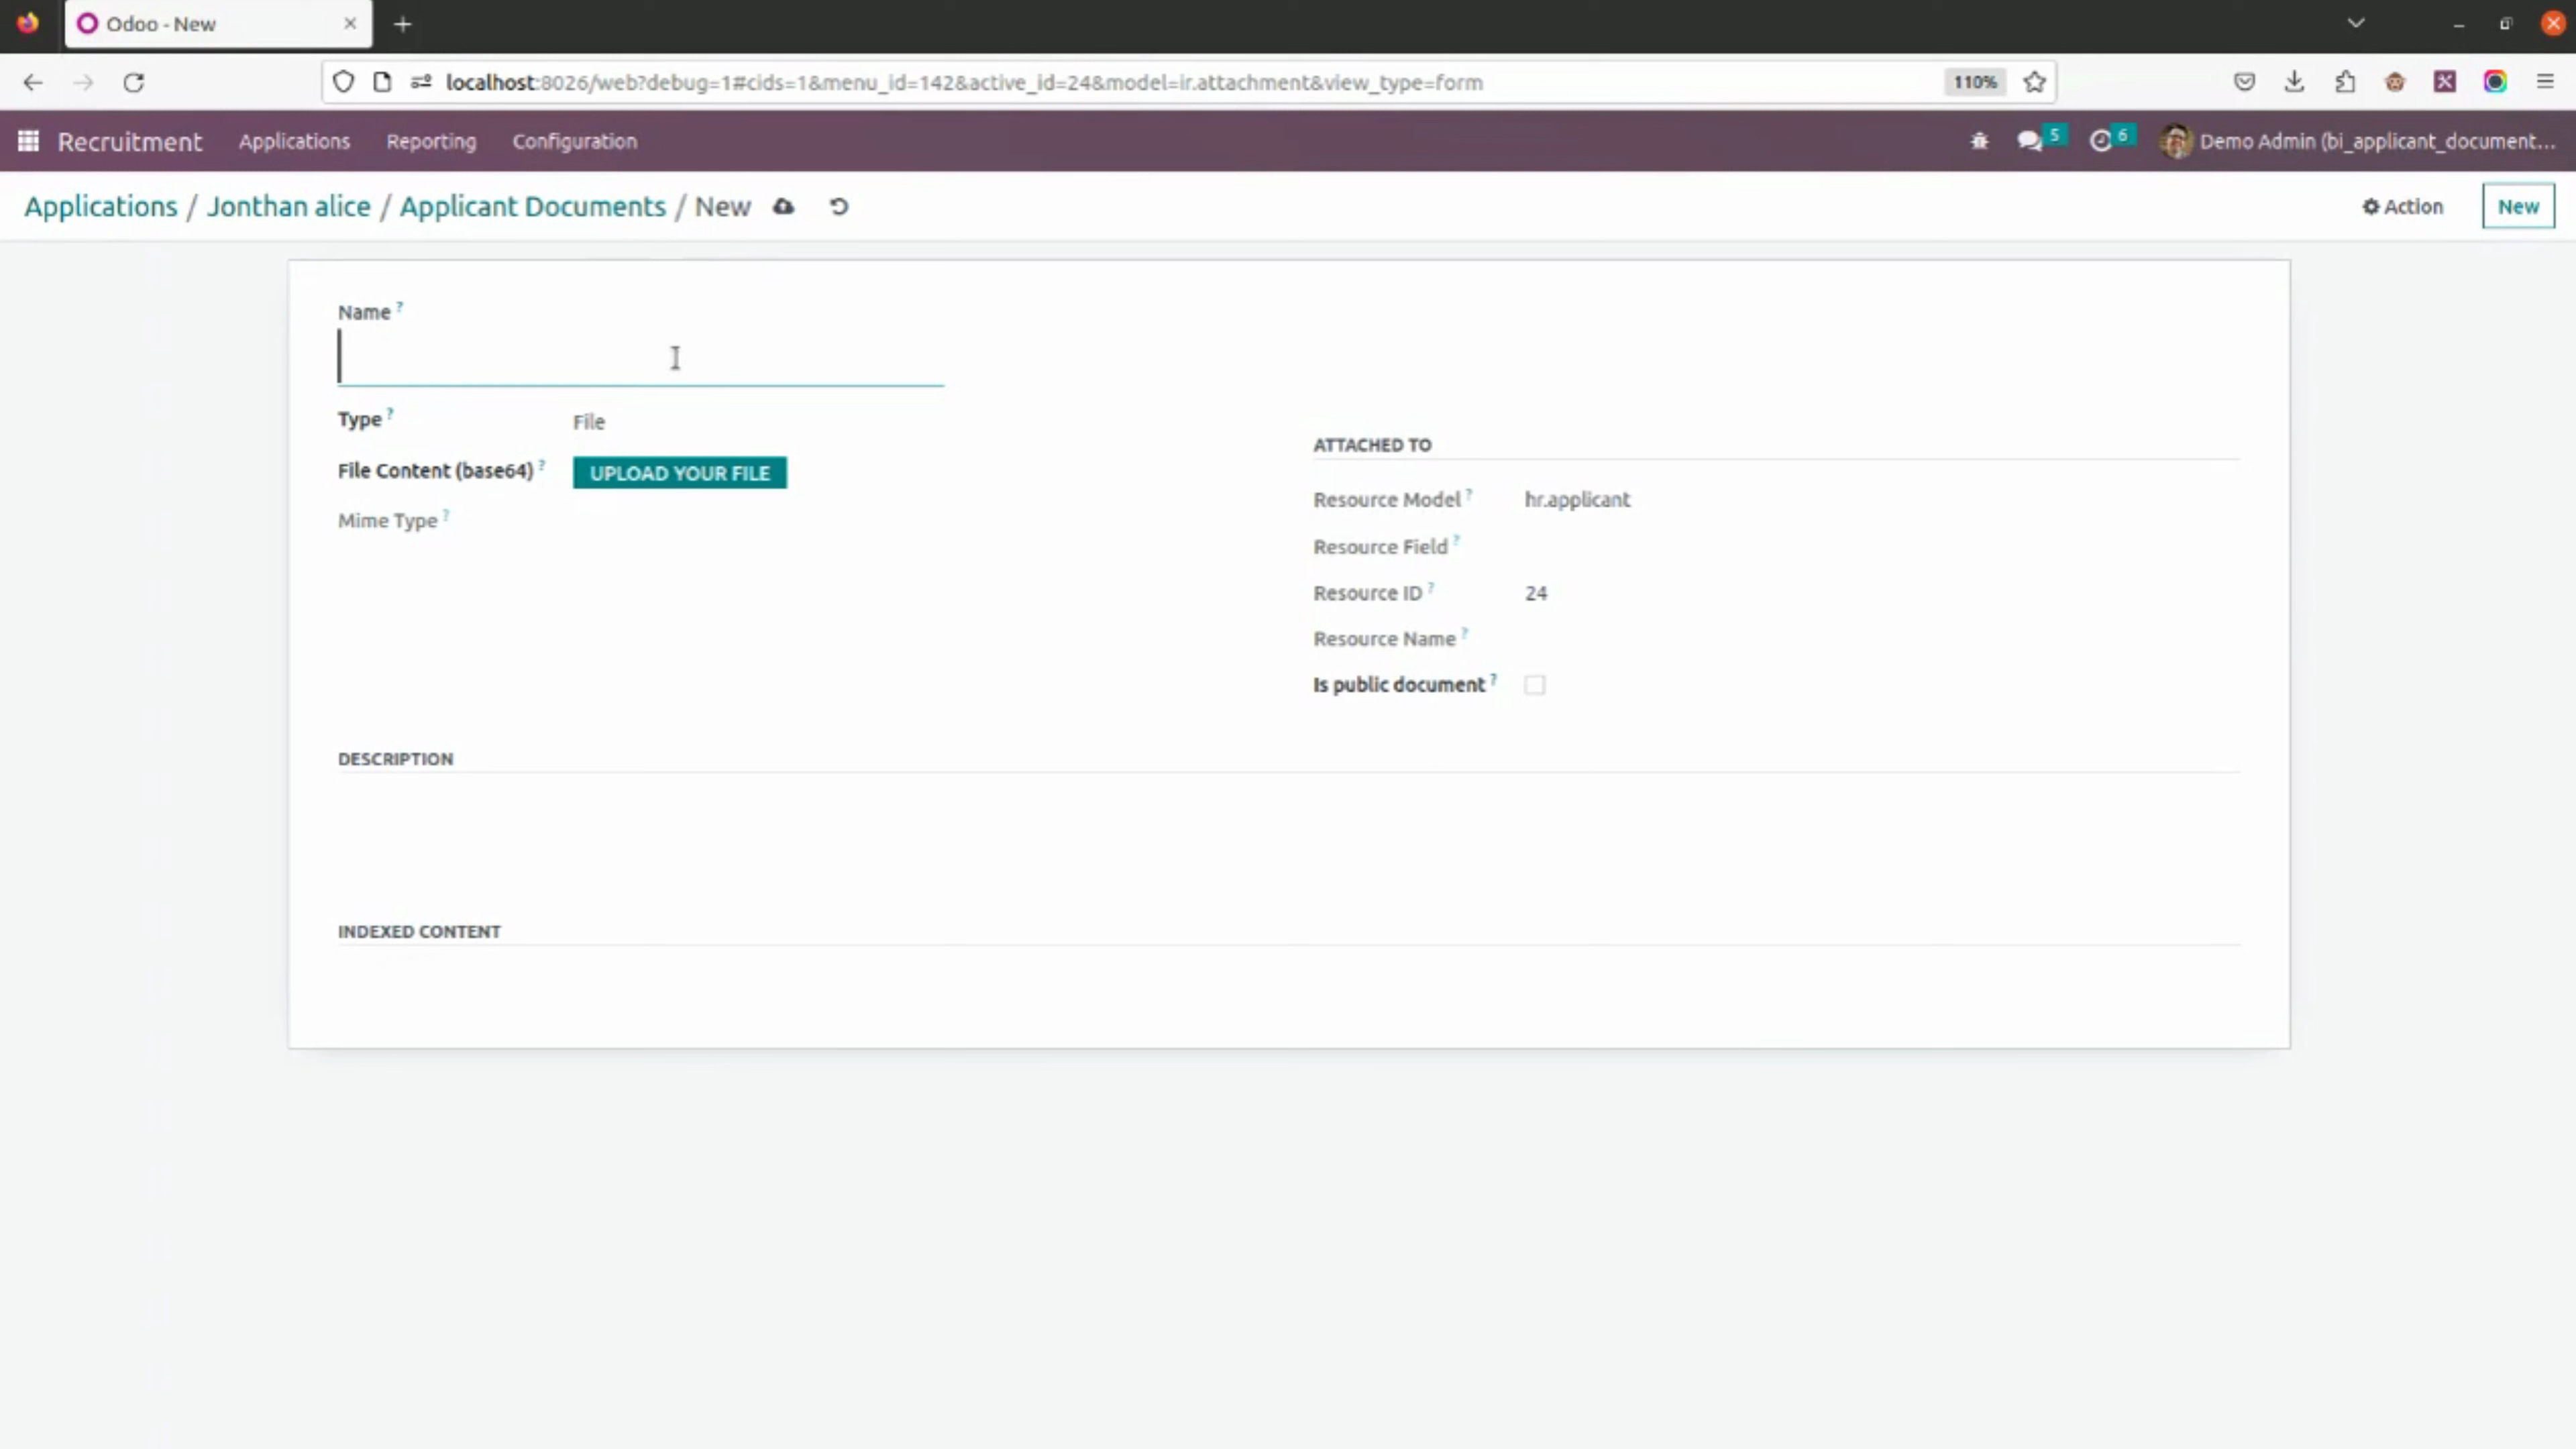 Odoo - New
localhost:8026/web?debug=1#cids=1&menu_id=142&active_id=24&model=ir.attachment&view_type=form
110%
Recruitment Applications Reporting Configuration 5 6 Demo Admin (bi_applicant_document...
Applications / Jonthan alice / Applicant Documents / New Action New
Name ?
Type ? File
ATTACHED TO
File Content (base64) ? UPLOAD YOUR FILE
Resource Model ? hr.applicant
Mime Type ?
Resource Field ?
Resource ID ? 24
Resource Name ?
Is public document ?
DESCRIPTION
INDEXED CONTENT